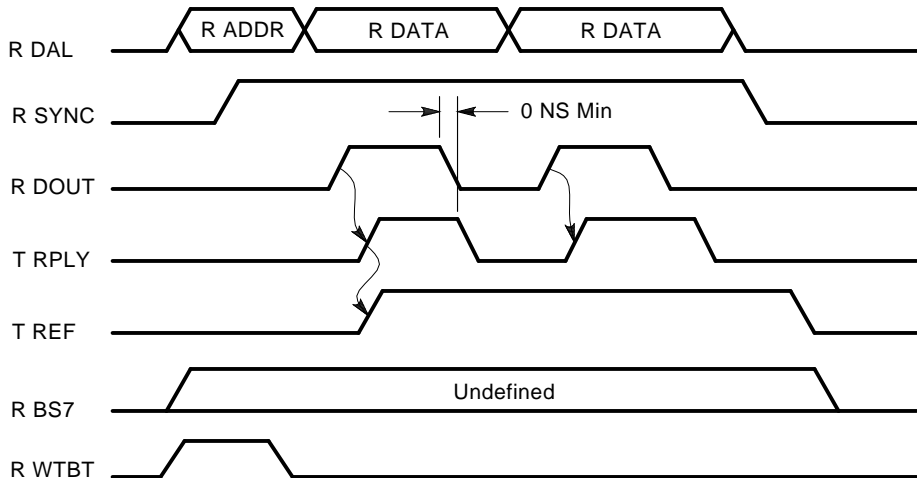 R ADDR R DATA R DATA
R DAL
R SYNC
0 NS Min
R DOUT
T RPLY
T REF
Undefined
R BS7
R WTBT